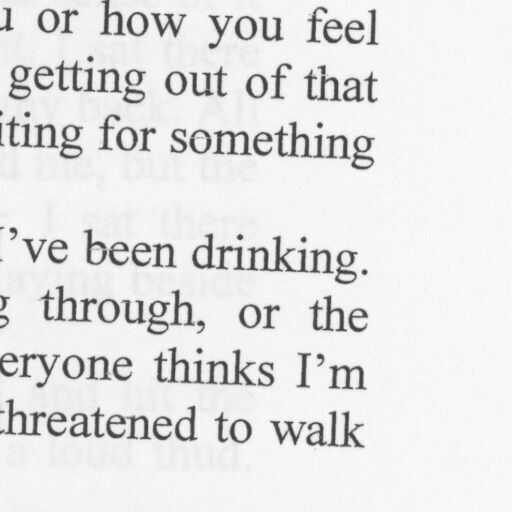 or how you feel
getting out of that
iting for something
I've been drinking.
g through, or the
eryone thinks I'm
threatened to walk